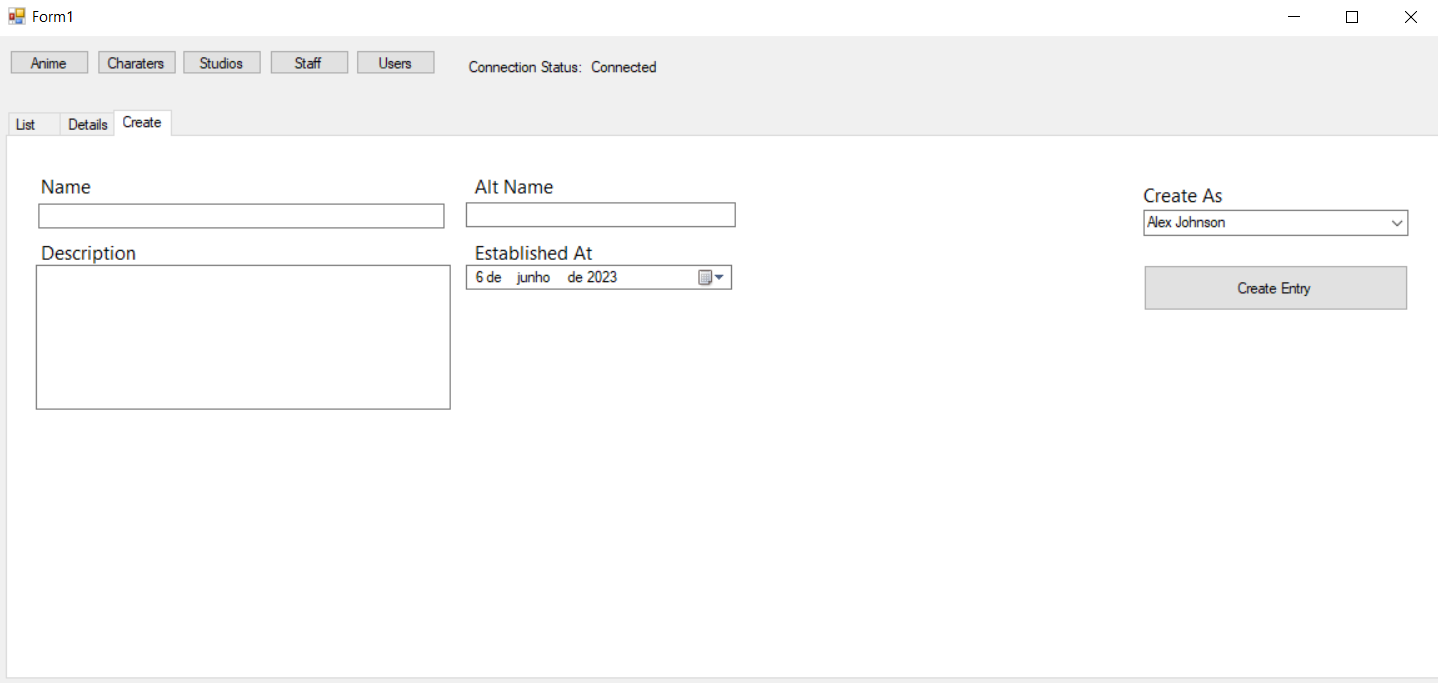 Form1
Anime Charaters Studios Staff Users Connection Status: Connected
List Details Create
Name Alt Name Create As
Alex Johnson
Description Established At
6 de junho de 2023
Create Entry